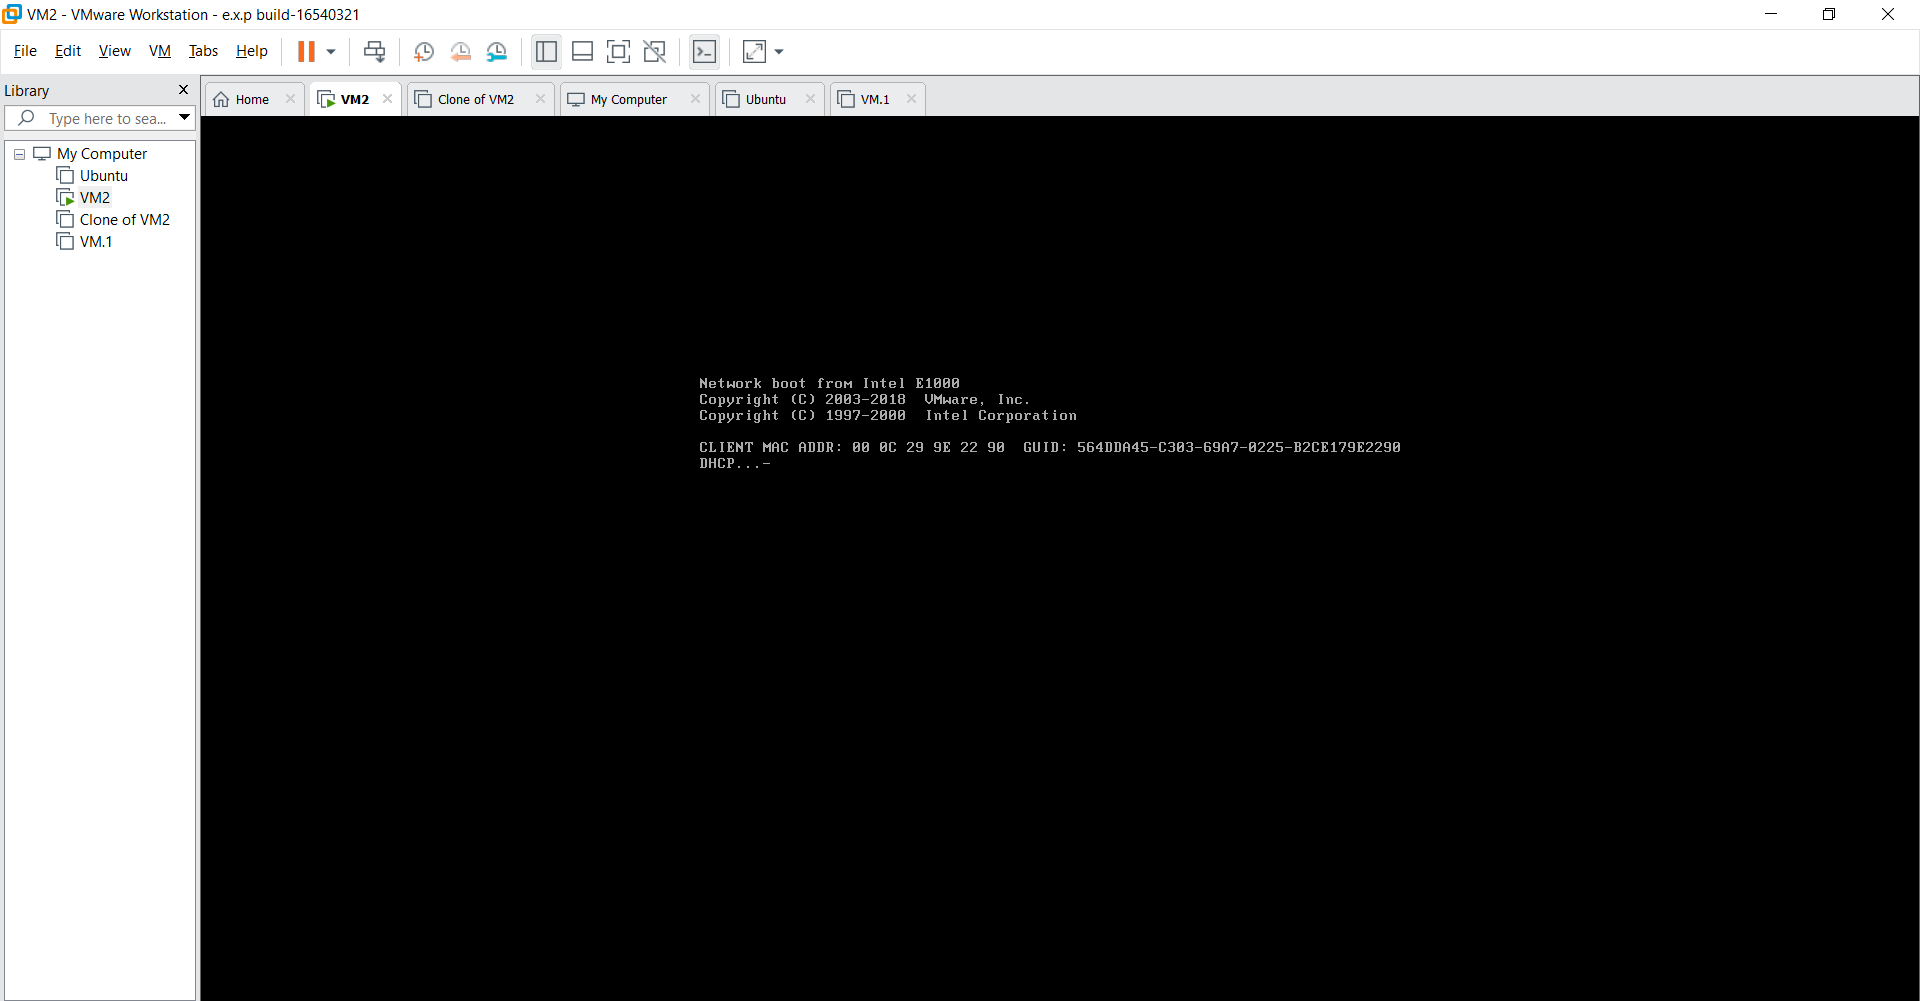 VM2 - VMware Workstation - e.x.p build-16540321
File Edit View VM Tabs Help
Library
Type here to sea...
My Computer
Ubuntu
VM2
Clone of VM2
VM.1
Home VM2 Clone of VM2 My Computer Ubuntu VM.1
Network boot from Intel E1000
Copyright (C) 2003-2018 VMware, Inc.
Copyright (C) 1997-2000 Intel Corporation
CLIENT MAC ADDR: 00 0C 29 9E 22 90 GUID: 564DDA45-C303-69A7-0225-B2CE179E2290
DHCP...-